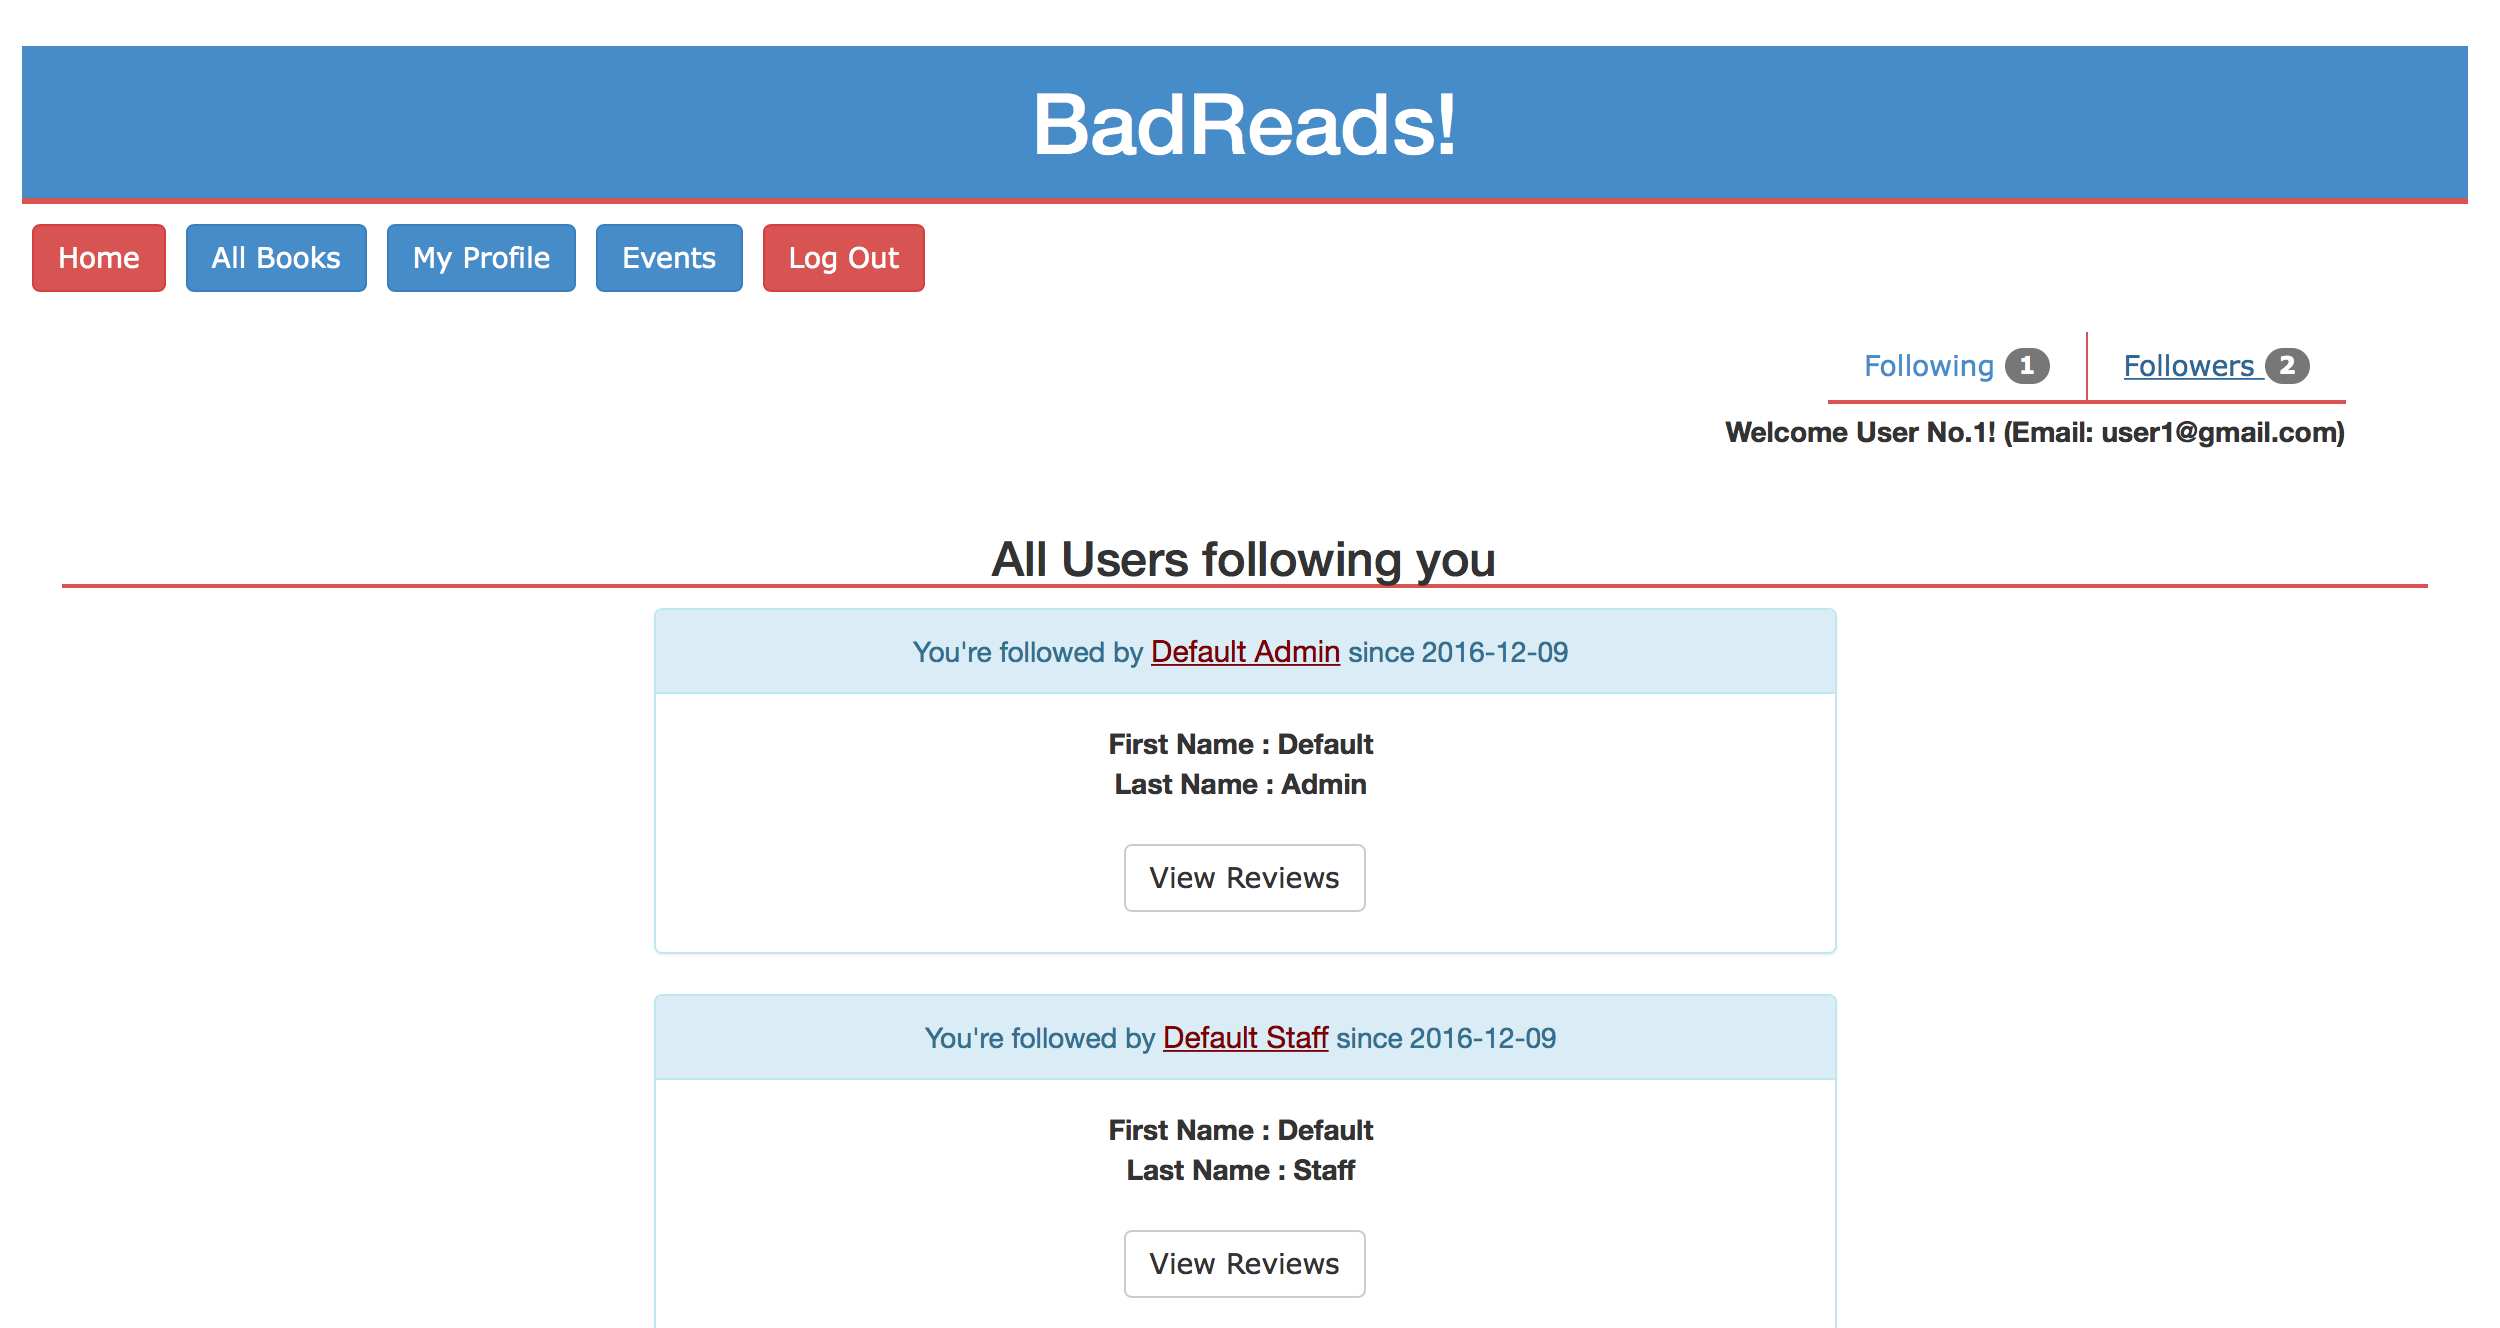 BadReads!
Home All Books My Profile Events Log Out
Following 1 Followers 2
Welcome User No.1! (Email: user1@gmail.com)
All Users following you
You're followed by Default Admin since 2016-12-09
First Name : Default
Last Name : Admin
View Reviews
You're followed by Default Staff since 2016-12-09
First Name : Default
Last Name : Staff
View Reviews